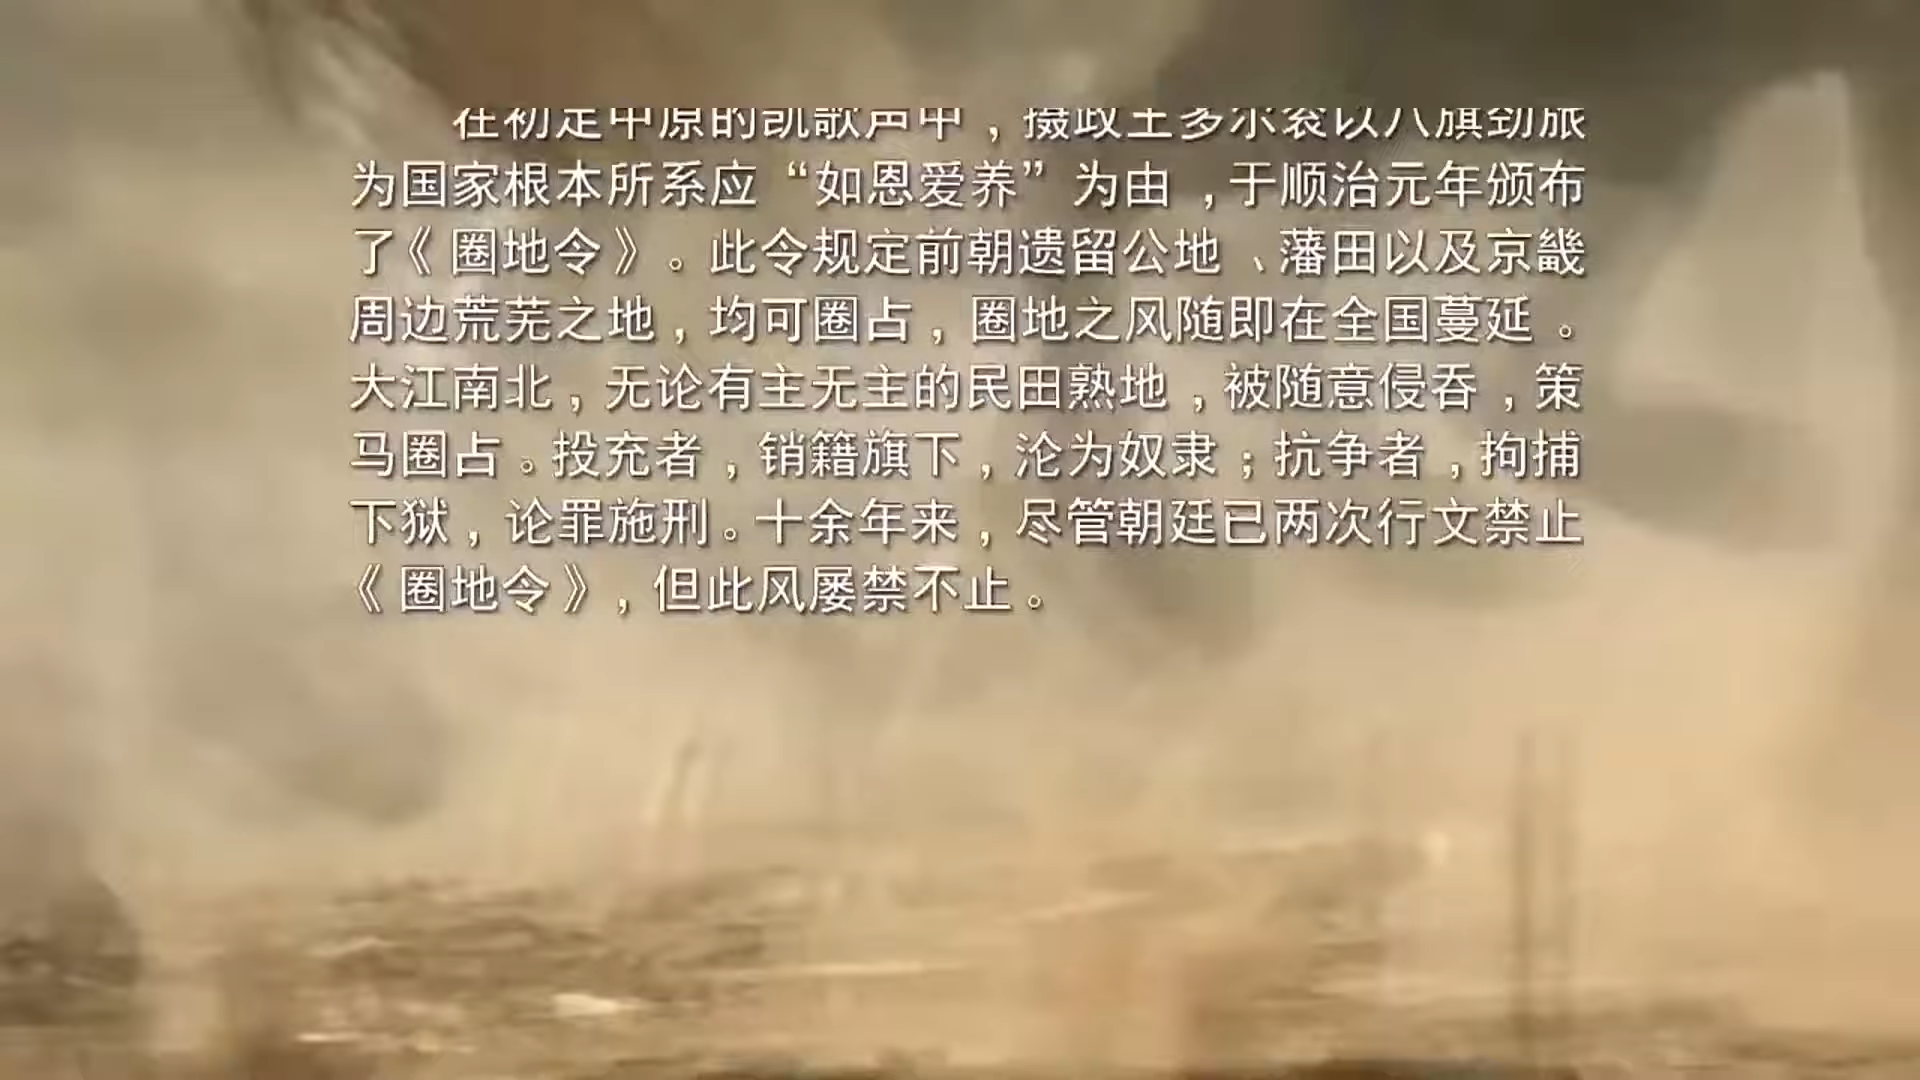 在初定中原的凯歌声中，摄政王多尔衮以八旗劲旅
为国家根本所系应“如恩爱养”为由，于顺治元年颁布
了《圈地令》。此令规定前朝遗留公地、藩田以及京畿
周边荒芜之地，均可圈占，圈地之风随即在全国蔓延。
大江南北，无论有主无主的民田熟地，被随意侵吞，策
马圈占。投充者，销籍旗下，沦为奴隶；抗争者，拘捕
下狱，论罪施刑。十余年来，尽管朝廷已两次行文禁止
《圈地令》，但此风屡禁不止。